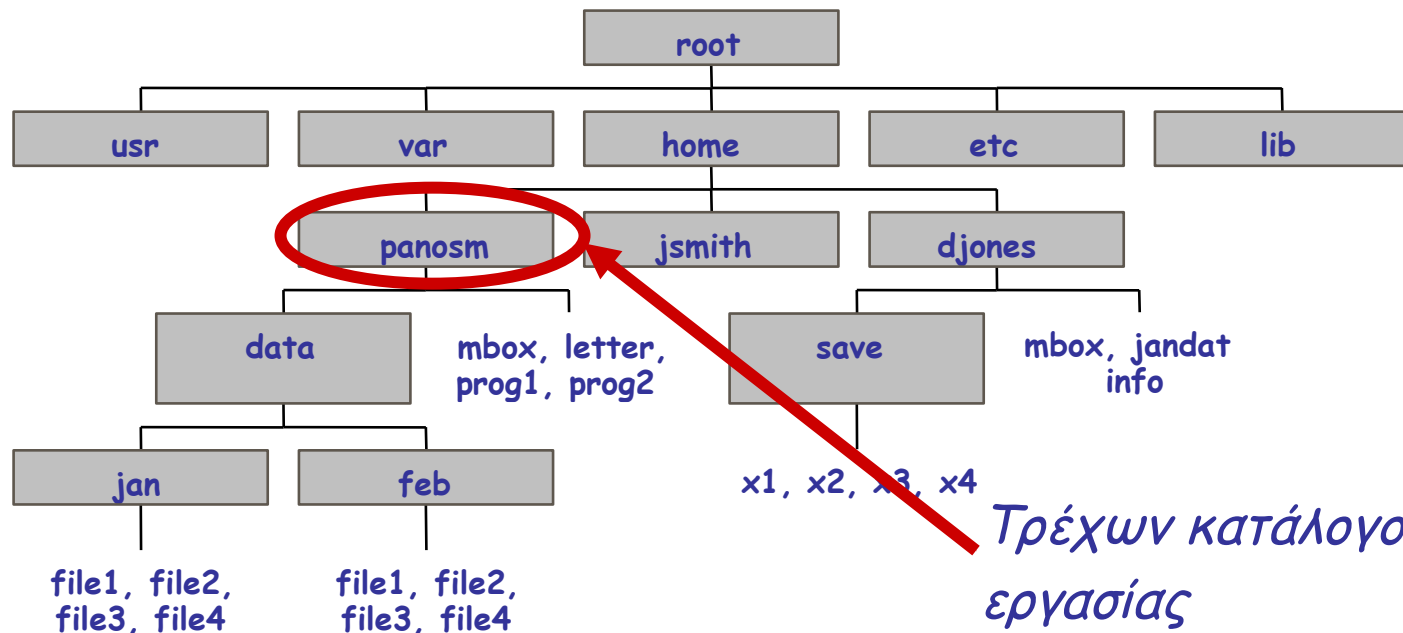 root
usr
var
home
etc
lib
panosm
jsmith
djones
data
mbox, letter,
prog1, prog2
save
mbox, jandat
info
jan
feb
x1, x2, x3, x4
file1, file2,
file3, file4
file1, file2,
file3, file4
Τρέχων κατάλογο
εργασίας